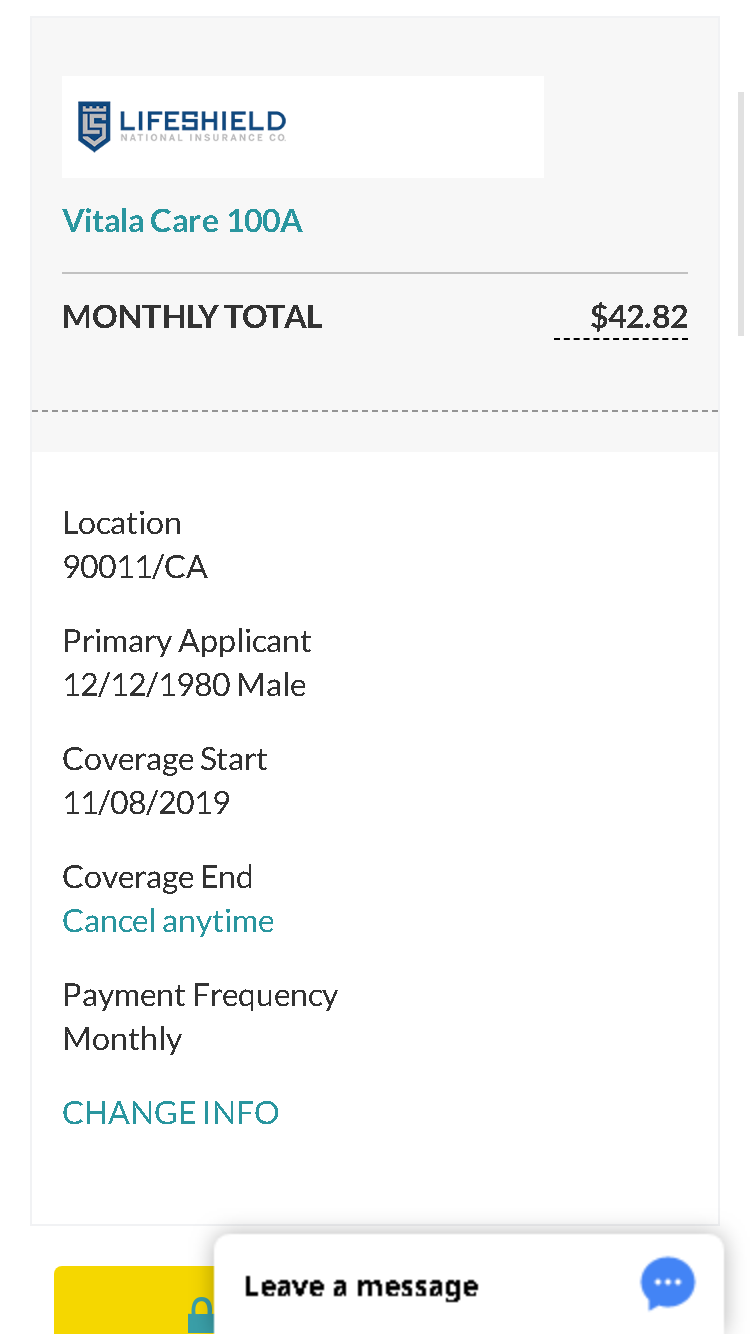 LIFESHIELD
NATIONAL INSURANCE CO.
Vitala Care 100A
MONTHLY TOTAL $42.82
Location
90011/CA
Primary Applicant
12/12/1980 Male
Coverage Start
11/08/2019
Coverage End
Cancel anytime
Payment Frequency
Monthly
CHANGE INFO
Leave a message